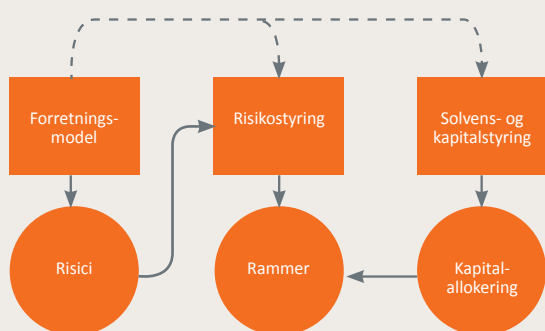 Forretnings-
model
Risikostyring
Solvens- og
kapitalstyring
Risici
Rammer
Kapital-
allokering